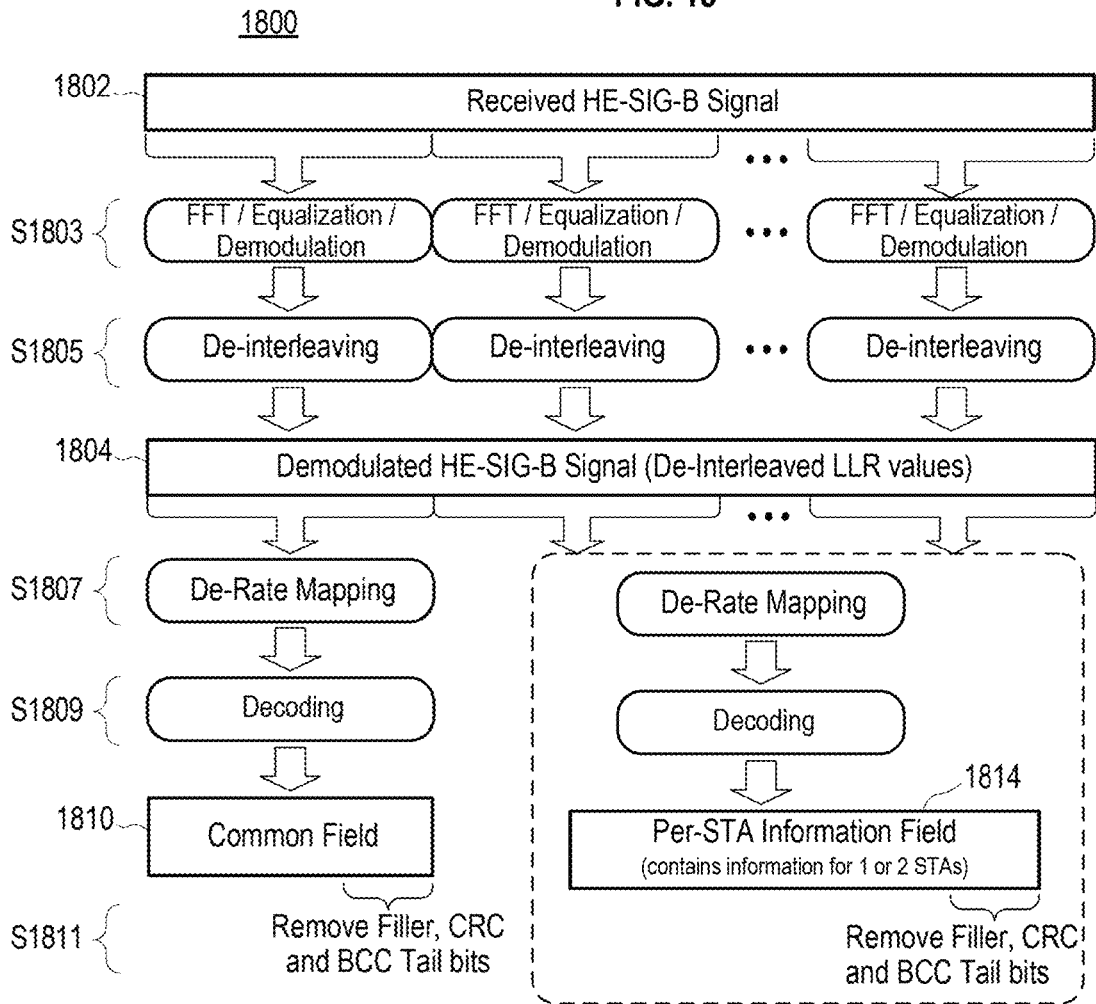 1800
1802
Received HE-SIG-B Signal
S1803
FFT / Equalization /
Demodulation
FFT / Equalization /
Demodulation
FFT / Equalization /
Demodulation
S1805
De-interleaving
De-interleaving
De-interleaving
1804
Demodulated HE-SIG-B Signal (De-Interleaved LLR values)
S1807
De-Rate Mapping
De-Rate Mapping
S1809
Decoding
Decoding
1810
Common Field
1814
Per-STA Information Field
(contains information for 1 or 2 STAs)
S1811
Remove Filler, CRC
and BCC Tail bits
Remove Filler, CRC
and BCC Tail bits